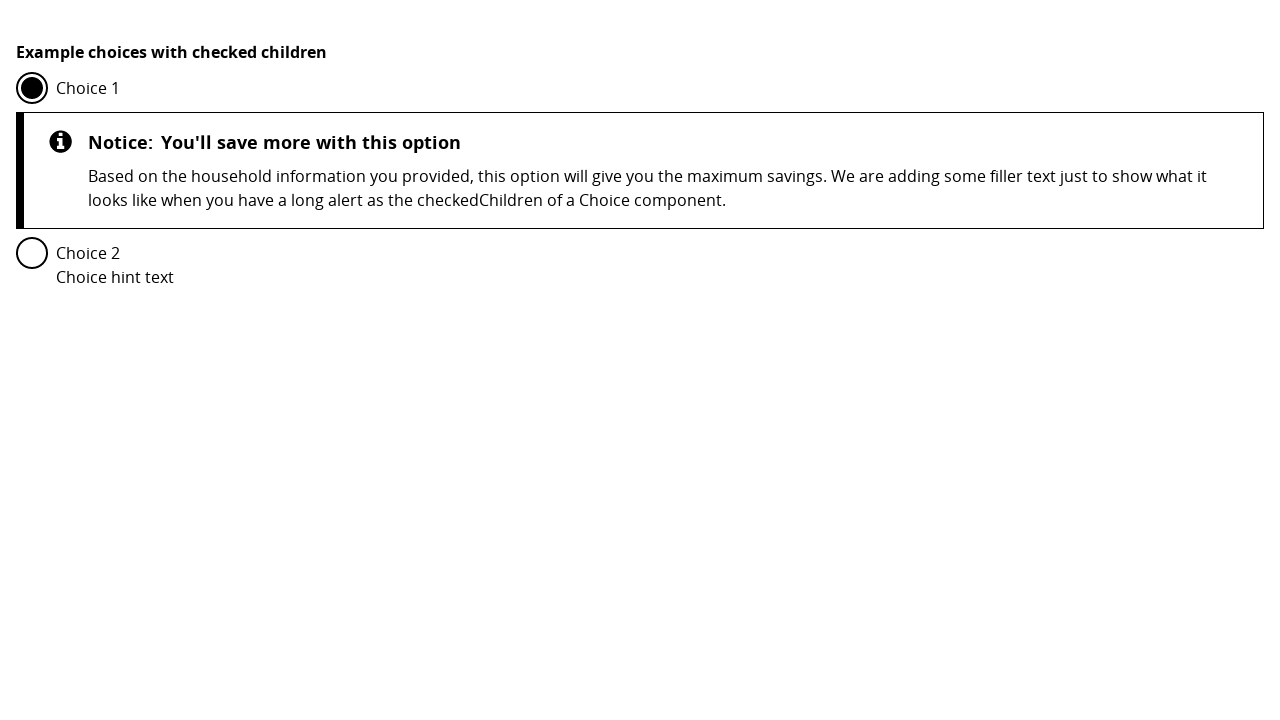 Example choices with checked children
Choice 1
Notice: You'll save more with this option
Based on the household information you provided, this option will give you the maximum savings. We are adding some filler text just to show what it
looks like when you have a long alert as the checkedChildren of a Choice component.
Choice 2
Choice hint text